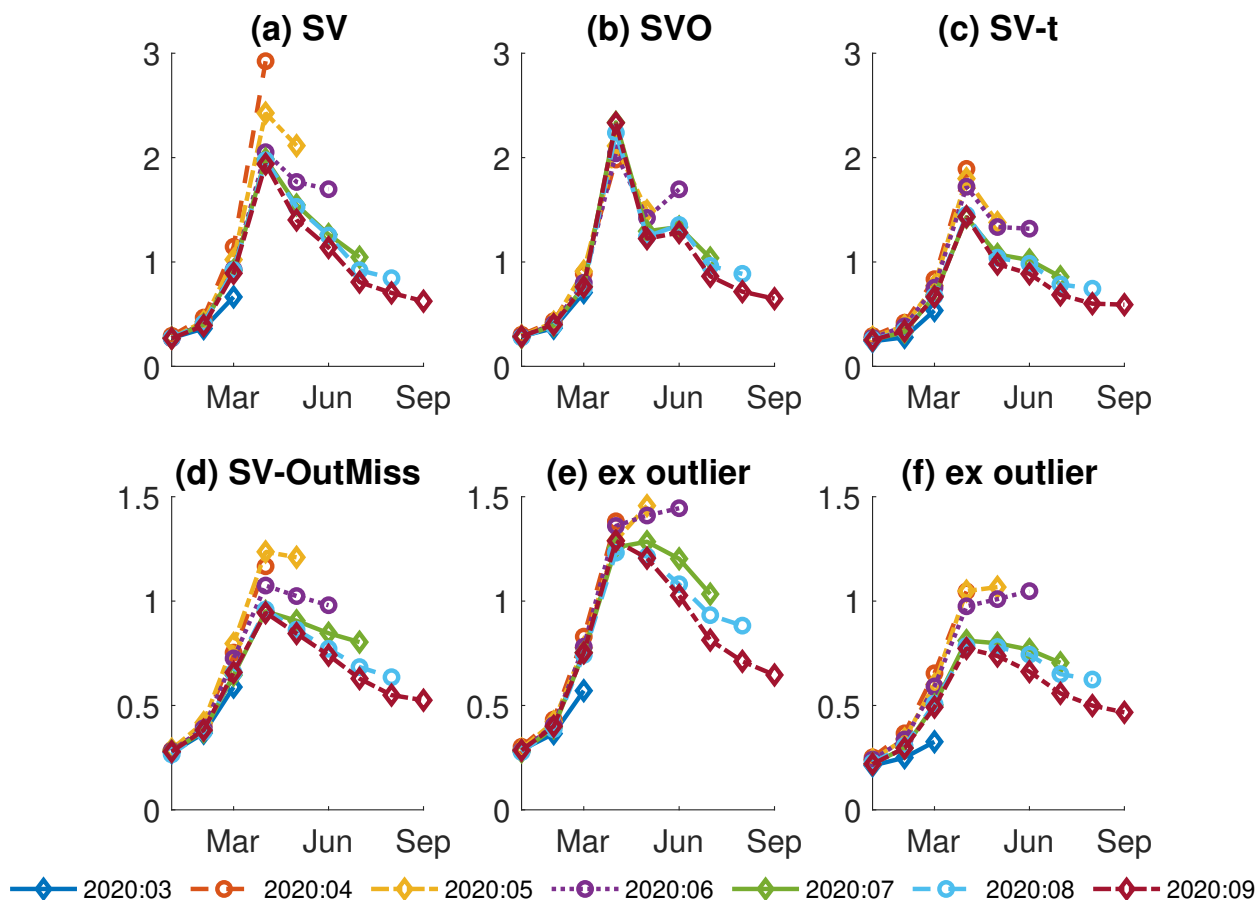 (a) SV (b) SVO (c) SV-t
3 3 3
2 2 2
1 1 1
0 0 0
Mar Jun Sep Mar Jun Sep Mar Jun Sep
(d) SV-OutMiss (e) ex outlier (f) ex outlier
1.5 1.5 1.5
1 1 1
0.5 0.5 0.5
0 0 0
Mar Jun Sep Mar Jun Sep Mar Jun Sep
2020:03 2020:04 2020:05 2020:06 2020:07 2020:08 2020:09